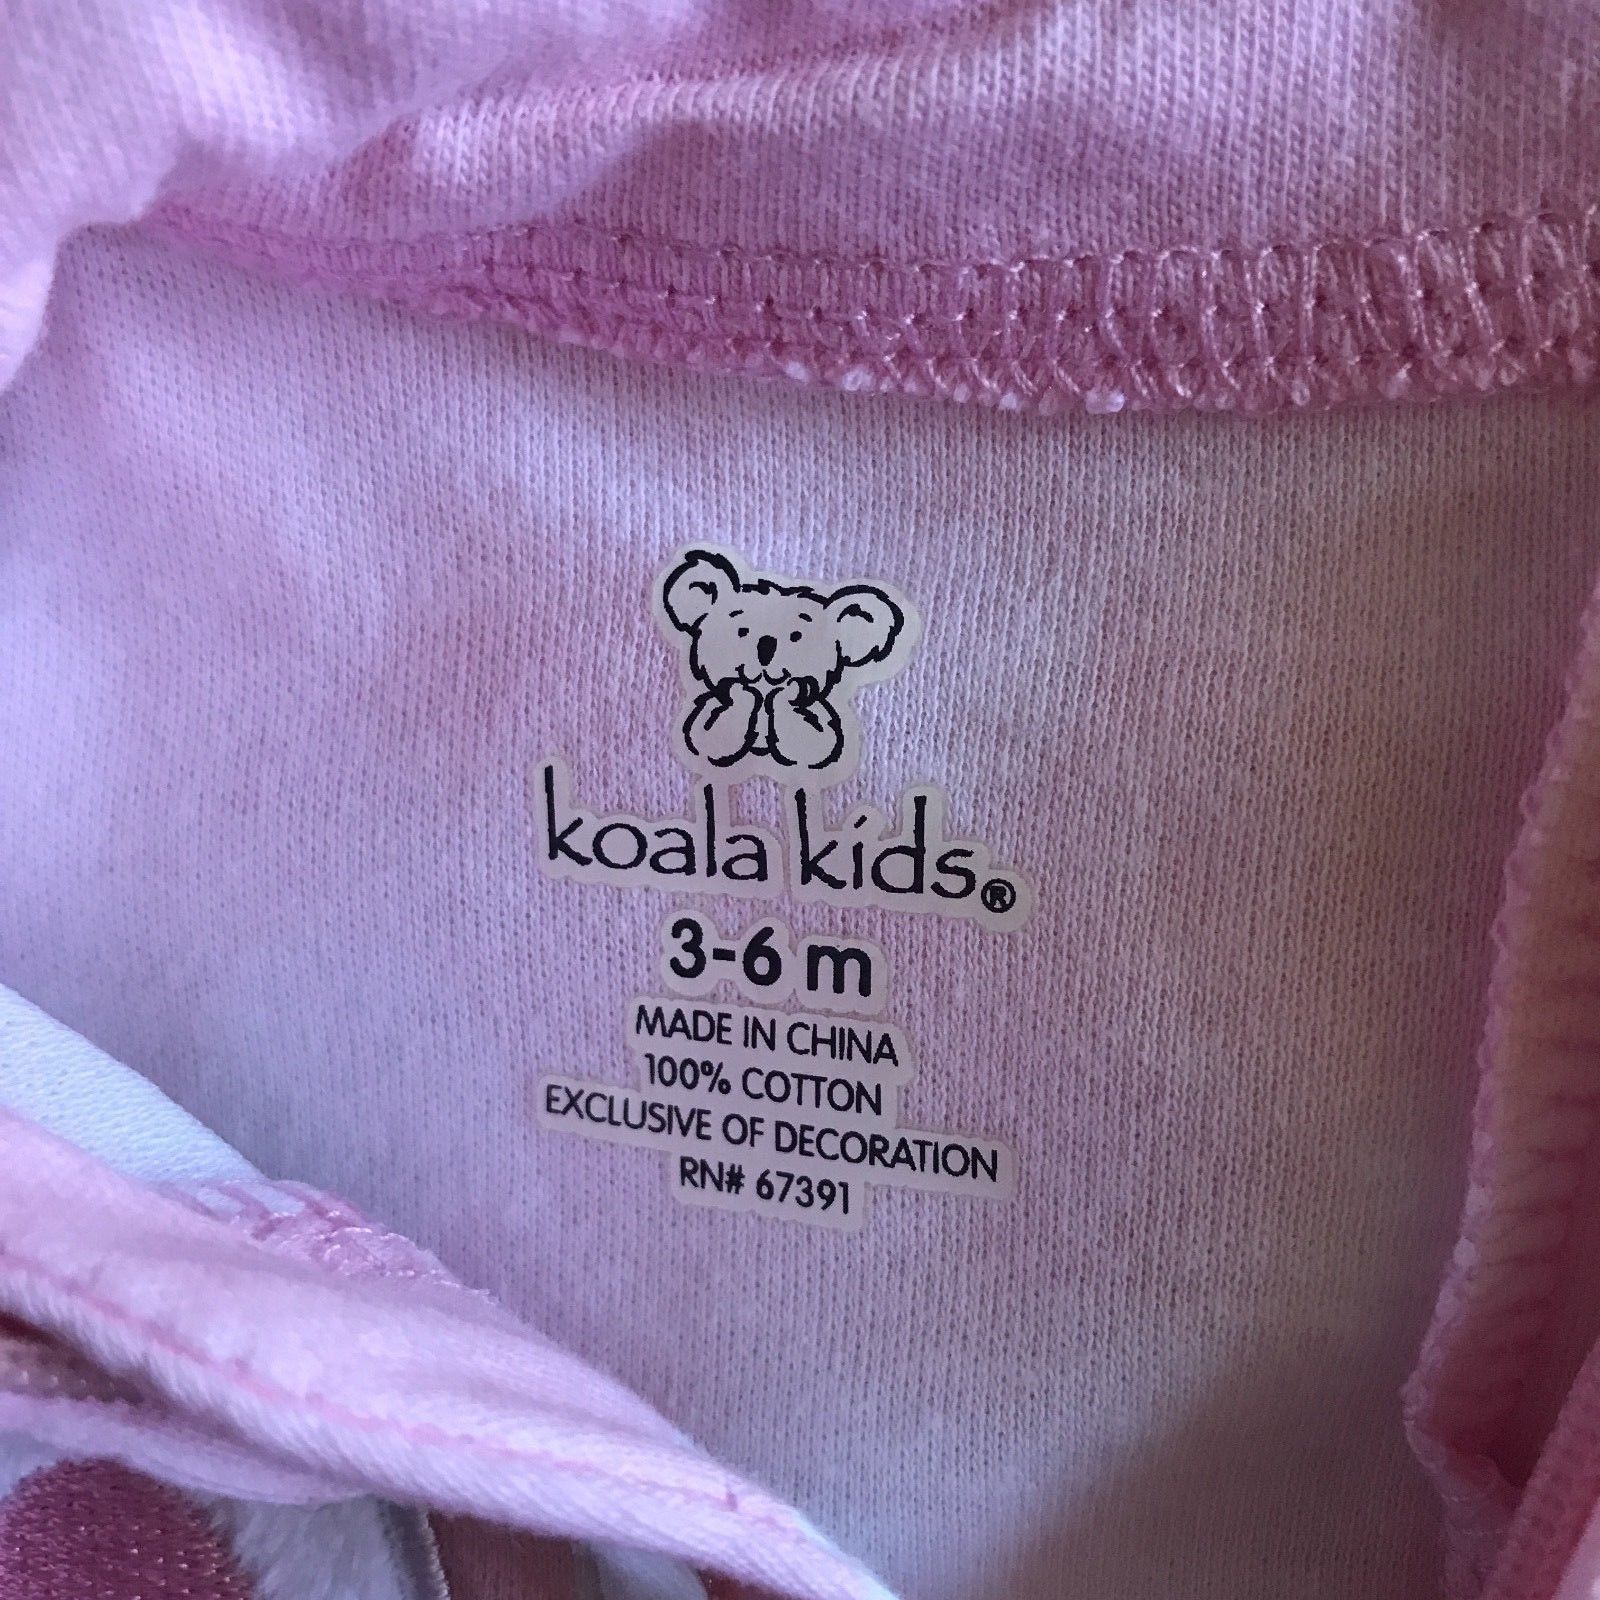 koala kids®
3-6 m
MADE IN CHINA
100% COTTON
EXCLUSIVE OF DECORATION
RN# 67391